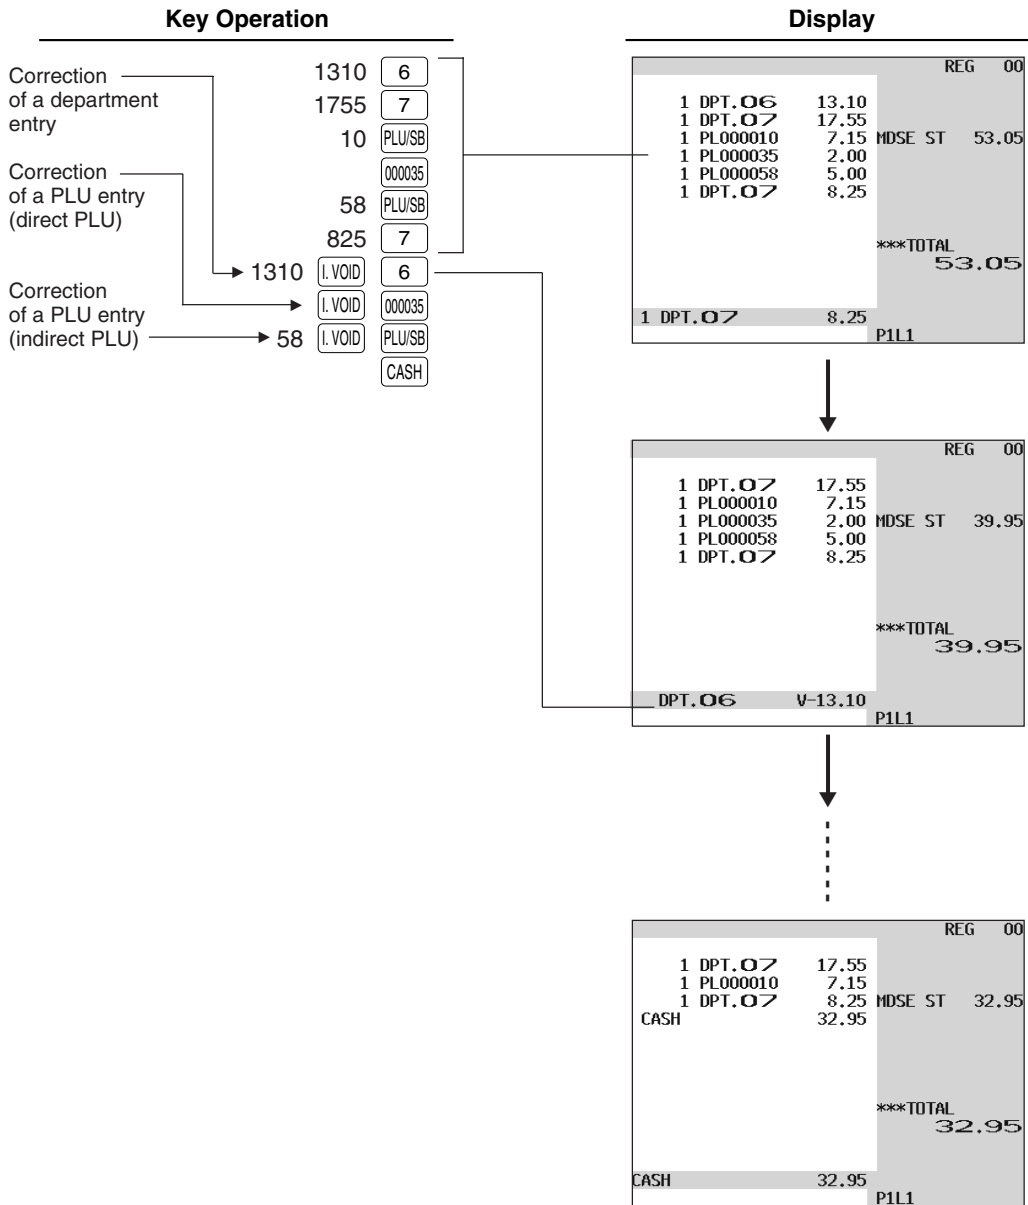 Key Operation
Display
Correction
of a department
entry
Correction
of a PLU entry
(direct PLU)
Correction
of a PLU entry
(indirect PLU)
1310 6
1755 7
10 PLU/SB
000035
58 PLU/SB
825 7
1310 I. VOID 6
I. VOID 000035
58 I. VOID PLU/SB
CASH
REG 00
1 DPT.06 13.10
1 DPT.07 17.55
1 PL000010 7.15 MDSE ST 53.05
1 PL000035 2.00
1 PL000058 5.00
1 DPT.07 8.25
***TOTAL
53.05
1 DPT.07 8.25
P1L1
REG 00
1 DPT.07 17.55
1 PL000010 7.15
1 PL000035 2.00 MDSE ST 39.95
1 PL000058 5.00
1 DPT.07 8.25
***TOTAL
39.95
DPT.06 V-13.10
P1L1
REG 00
1 DPT.07 17.55
1 PL000010 7.15
1 DPT.07 8.25 MDSE ST 32.95
CASH 32.95
***TOTAL
32.95
CASH 32.95
P1L1